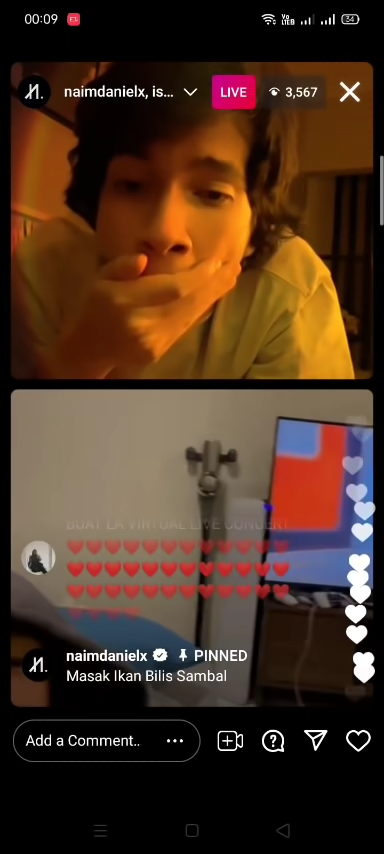 00:09
34
naimdanielx, is...
LIVE
3,567
BUAT LA VIRTUAL LIVE CONCERT
naimdanielx PINNED
Masak Ikan Bilis Sambal
Add a Comment..